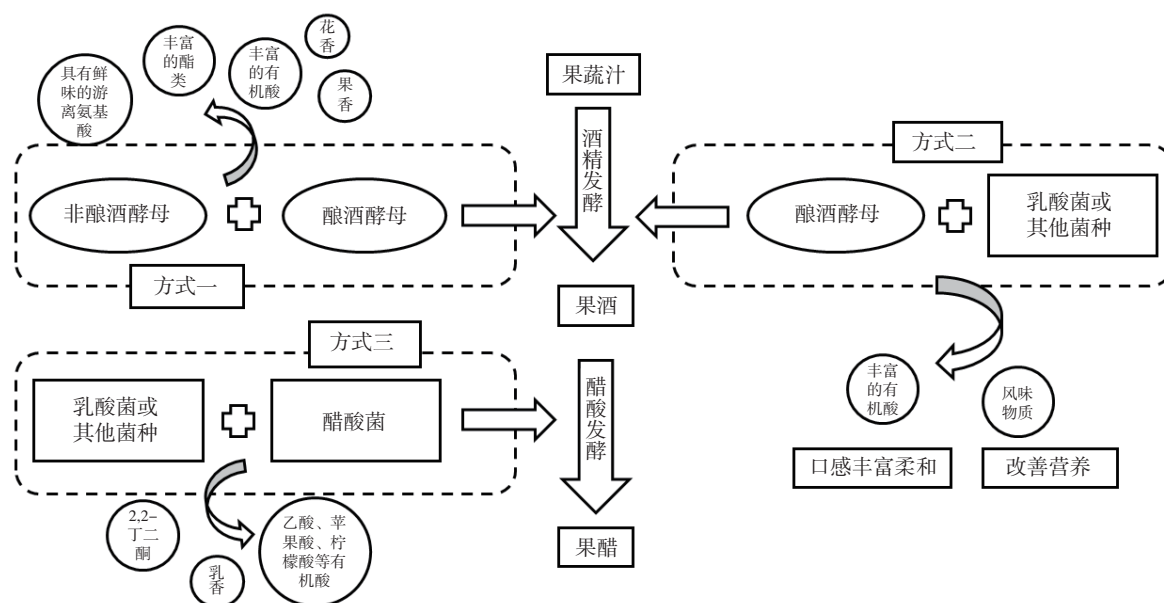 具有鲜
味的游
离氨基
酸
丰富
的酯
类
丰富
的有
机酸
花
香
果
香
非酿酒酵母
酿酒酵母
方式一
果蔬汁
酒精发酵
果酒
醋酸发酵
果醋
方式二
酿酒酵母
乳酸菌或
其他菌种
丰富
的有
机酸
风味
物质
口感丰富柔和
改善营养
方式三
乳酸菌或
其他菌种
醋酸菌
2,2-
丁二
酮
乳
香
乙酸、苹
果酸、柠
檬酸等有
机酸